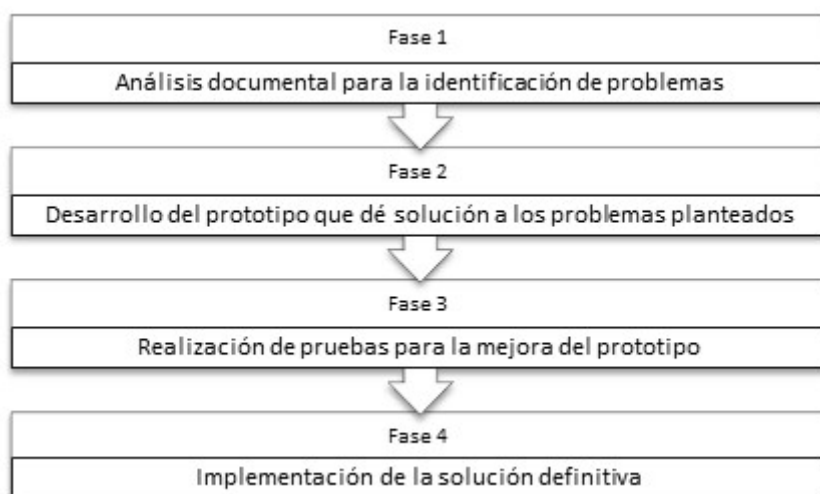 Fase 1
Análisis documental para la identificación de problemas
Fase 2
Desarrollo del prototipo que dé solución a los problemas planteados
Fase 3
Realización de pruebas para la mejora del prototipo
Fase 4
Implementación de la solución definitiva